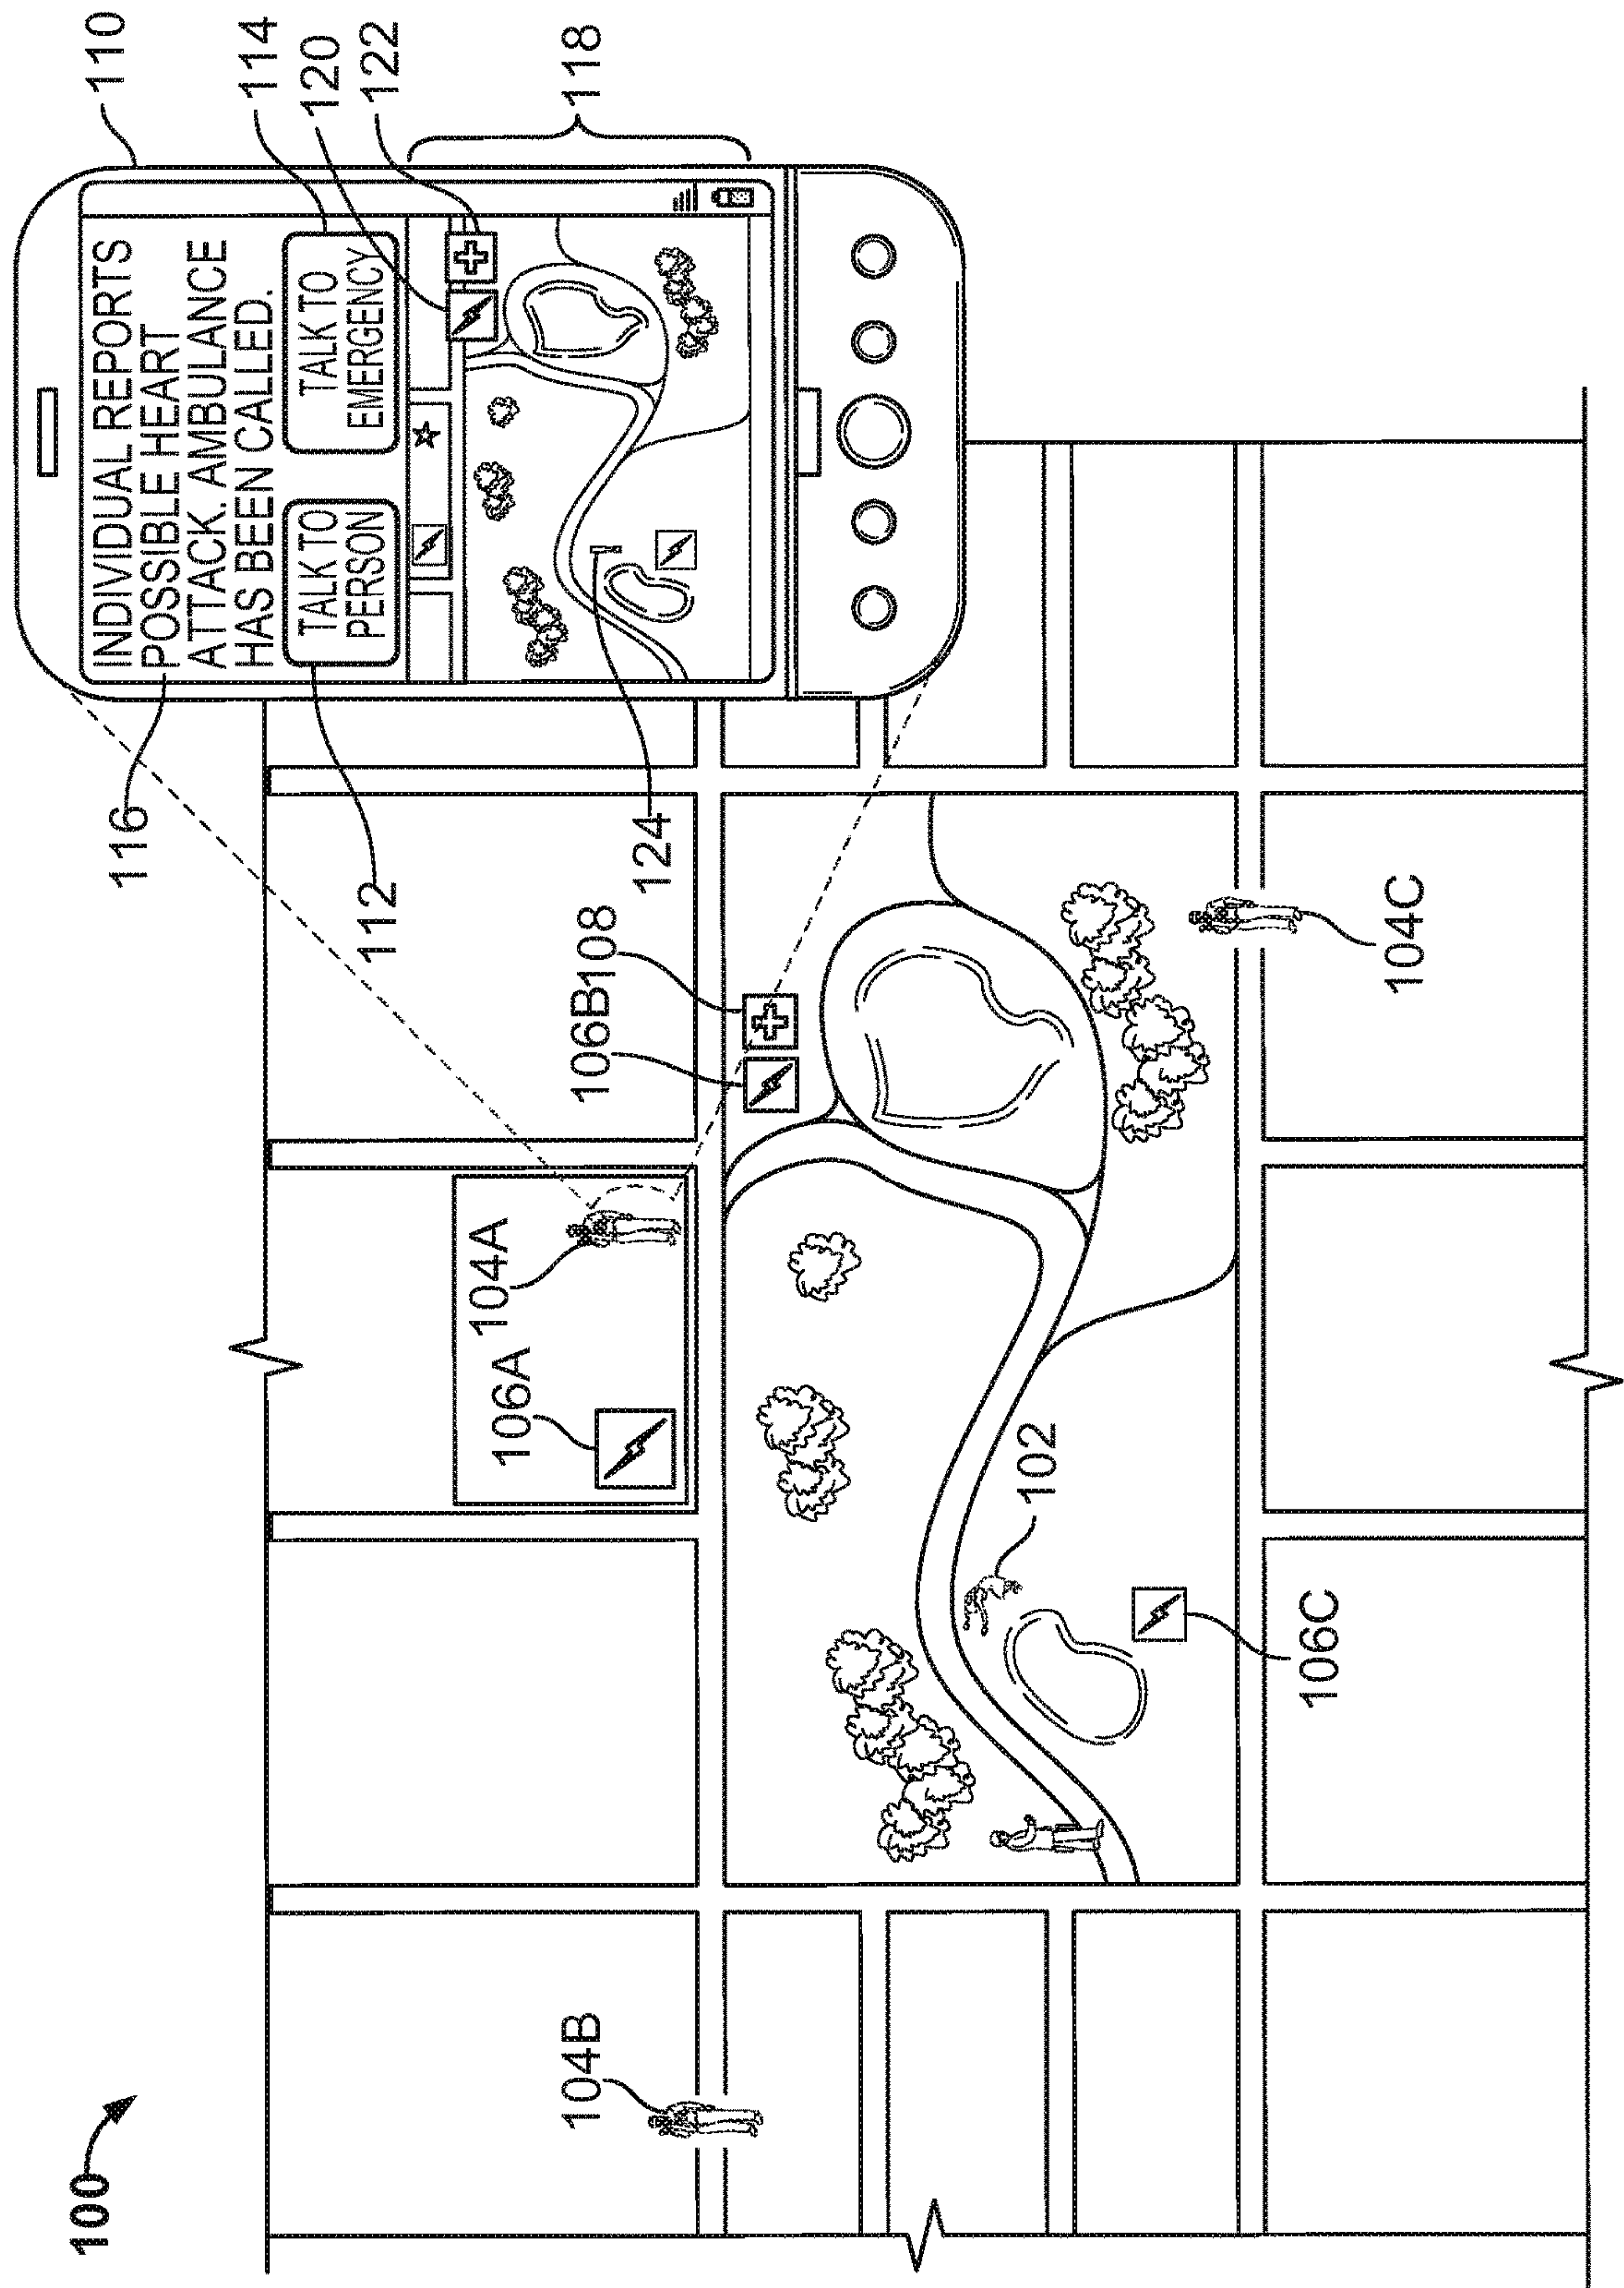 100
110
INDIVIDUAL REPORTS
POSSIBLE HEART
ATTACK. AMBULANCE
HAS BEEN CALLED.
TALK TO
PERSON
TALK TO
EMERGENCY
114
120
122
118
116
112
124
104A
106A
106B
108
104B
102
106C
104C